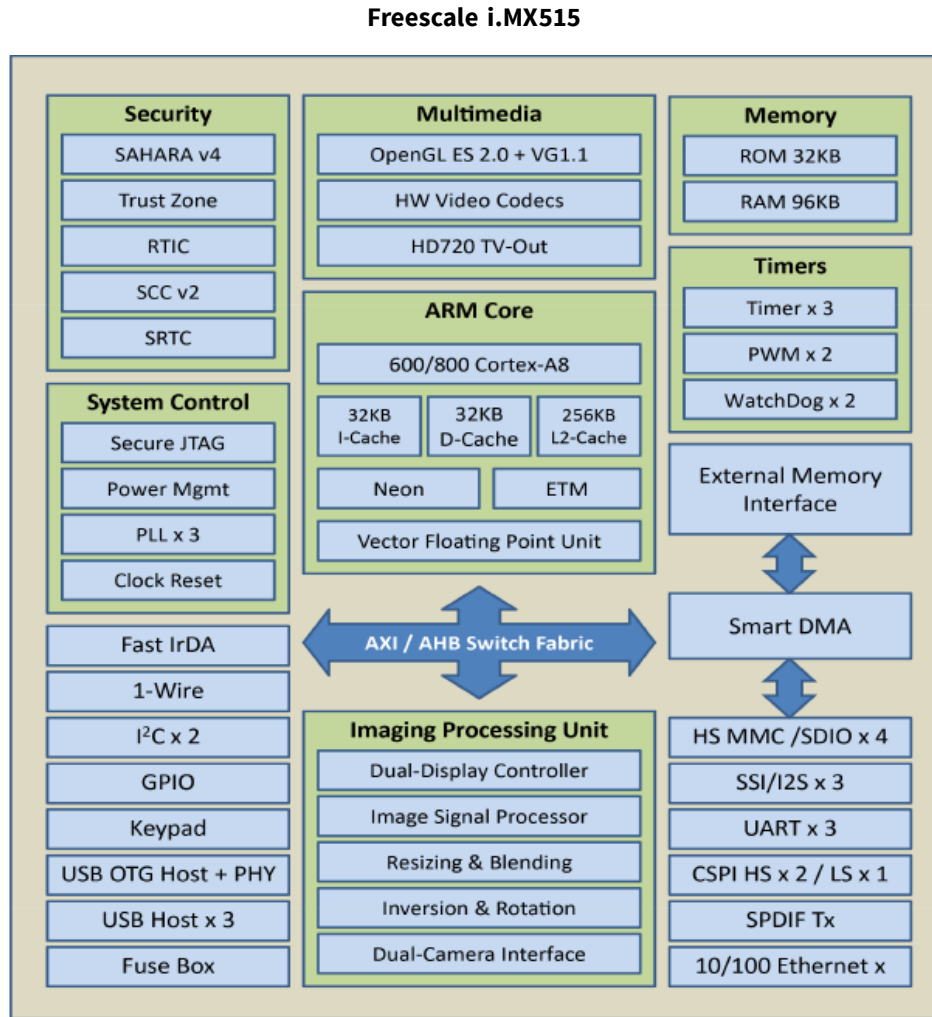 Freescale i.MX515
Security
SAHARA v4
Trust Zone
RTIC
SCC v2
SRTC
System Control
Secure JTAG
Power Mgmt
PLL x 3
Clock Reset
Fast IrDA
1-Wire
I²C x 2
GPIO
Keypad
USB OTG Host + PHY
USB Host x 3
Fuse Box
Multimedia
OpenGL ES 2.0 + VG1.1
HW Video Codecs
HD720 TV-Out
ARM Core
600/800 Cortex-A8
32KB
I-Cache
32KB
D-Cache
256KB
L2-Cache
Neon
ETM
Vector Floating Point Unit
AXI / AHB Switch Fabric
Imaging Processing Unit
Dual-Display Controller
Image Signal Processor
Resizing & Blending
Inversion & Rotation
Dual-Camera Interface
Memory
ROM 32KB
RAM 96KB
Timers
Timer x 3
PWM x 2
WatchDog x 2
External Memory
Interface
Smart DMA
HS MMC /SDIO x 4
SSI/I2S x 3
UART x 3
CSPI HS x 2 / LS x 1
SPDIF Tx
10/100 Ethernet x